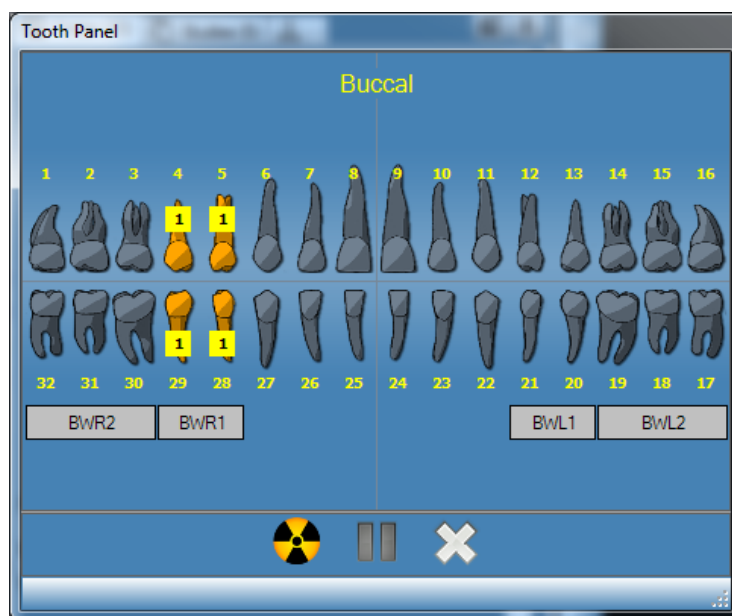 Tooth Panel
Buccal
1 2 3 4 5 6 7 8 9 10 11 12 13 14 15 16
1 1
1 1
32 31 30 29 28 27 26 25 24 23 22 21 20 19 18 17
BWR2 BWR1 BWL1 BWL2